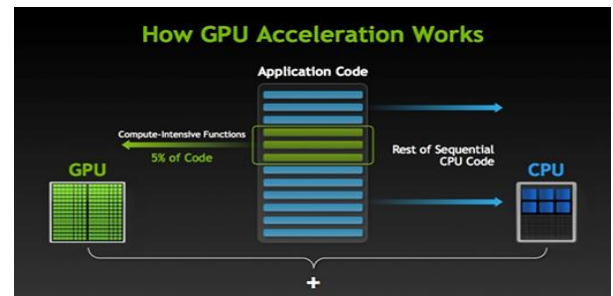 How GPU Acceleration Works
Application Code
Compute-Intensive Functions
5% of Code
GPU
Rest of Sequential
CPU Code
CPU
+